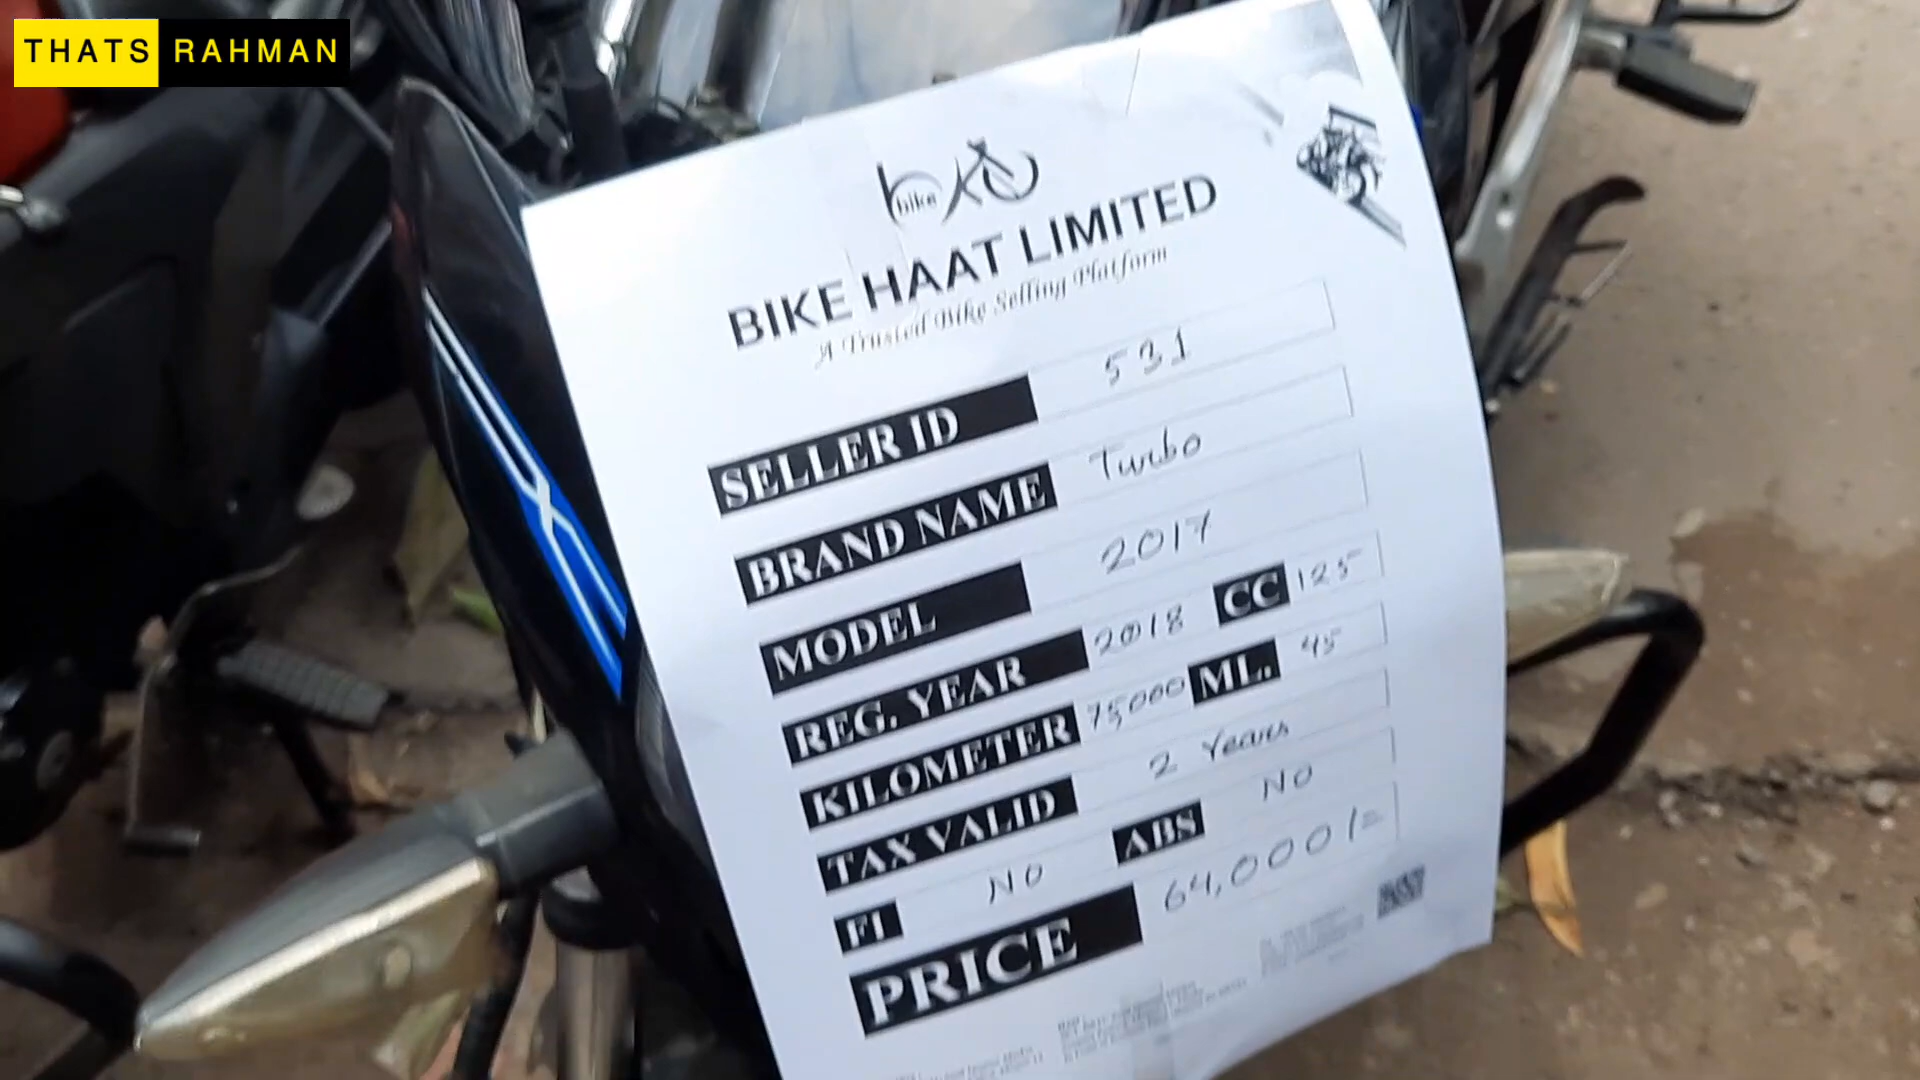 THATS RAHMAN
bike
BIKE HAAT LIMITED
A Trusted Bike Selling Platform
SELLER ID 531
BRAND NAME Turbo
MODEL 2017
REG. YEAR 2018 CC 125
KILOMETER 75000 ML. 45
TAX VALID 2 Years
FI NO ABS NO
PRICE 64,000/=